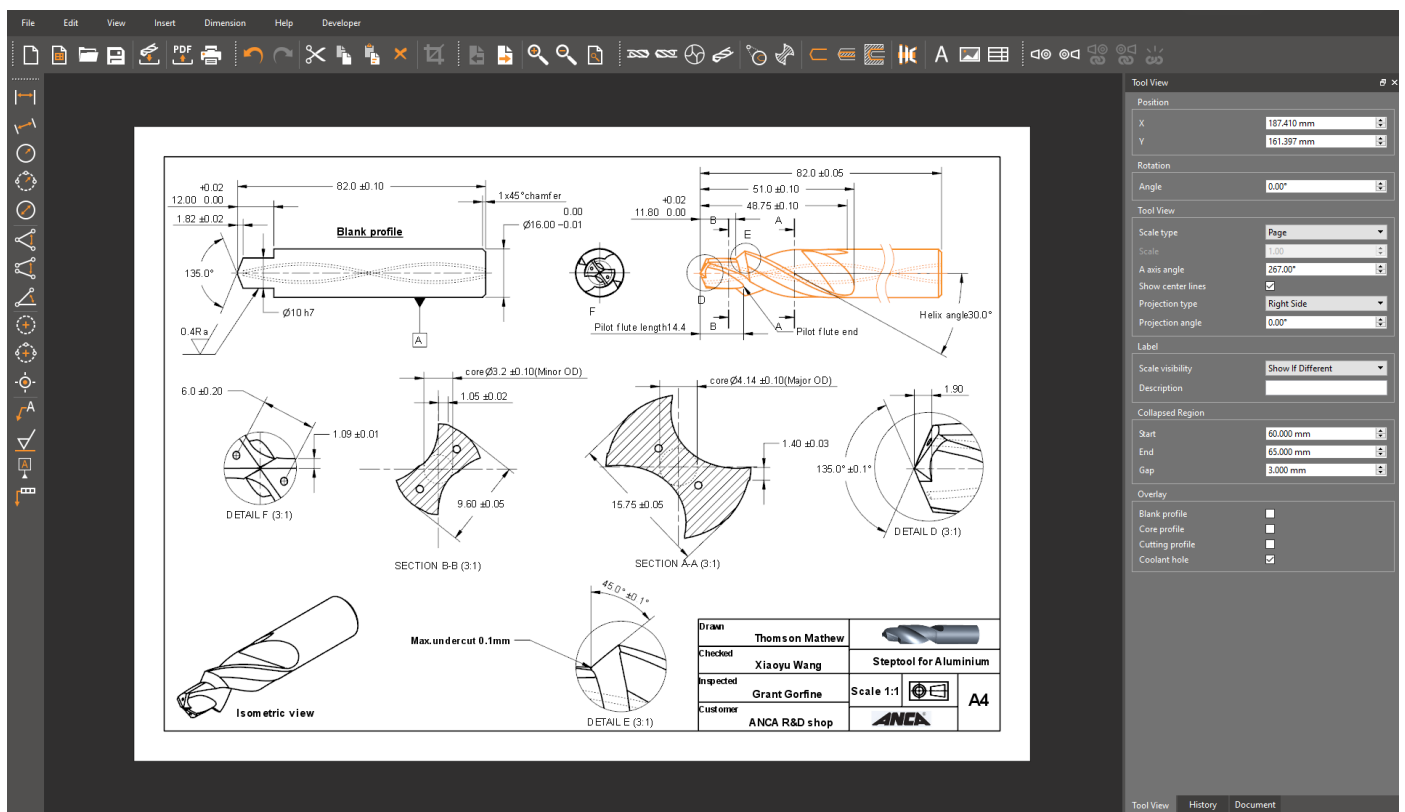 File Edit View Insert Dimension Help Developer
PDF
A
Tool View
Position
X 187.410 mm
Y 161.397 mm
Rotation
Angle 0.00°
Tool View
Scale type Page
Scale 1.00
A axis angle 267.00°
Show center lines
Projection type Right Side
Projection angle 0.00°
Label
Scale visibility Show If Different
Description
Collapsed Region
Start 60.000 mm
End 65.000 mm
Gap 3.000 mm
Overlay
Blank profile
Core profile
Cutting profile
Coolant hole
Tool View History Document
A
A
+0.02
12.00 0.00
82.0 ±0.10
1x45°chamfer
1.82 ±0.02
0.00
Ø16.00 −0.01
Blank profile
135.0°
Ø10 h7
0.4Ra
A
F
82.0 ±0.05
51.0 ±0.10
+0.02
11.80 0.00
48.75 ±0.10
B
A
E
D
Helix angle30.0°
Pilot flute length14.4
B
A
Pilot flute end
6.0 ±0.20
1.09 ±0.01
DETAIL F (3:1)
coreØ3.2 ±0.10(Minor OD)
1.05 ±0.02
9.60 ±0.05
SECTION B-B (3:1)
coreØ4.14 ±0.10(Major OD)
1.40 ±0.03
15.75 ±0.05
SECTION A-A (3:1)
1.90
135.0° ±0.1°
DETAIL D (3:1)
Isometric view
45.0° ±0.1°
Max.undercut 0.1mm
DETAIL E (3:1)
Drawn
Thomson Mathew
Checked
Xiaoyu Wang
Steptool for Aluminium
Inspected
Grant Gorfine
Scale 1:1
A4
Customer
ANCA R&D shop
ANCA